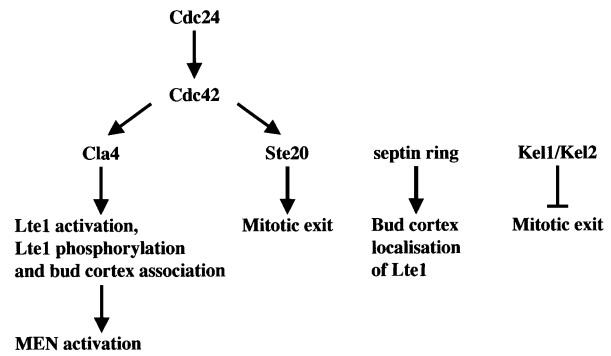 Cdc24
Cdc42
Cla4
Ste20
septin ring
Kel1/Kel2
Lte1 activation,
Lte1 phosphorylation
and bud cortex association
Mitotic exit
Bud cortex
localisation
of Lte1
Mitotic exit
MEN activation